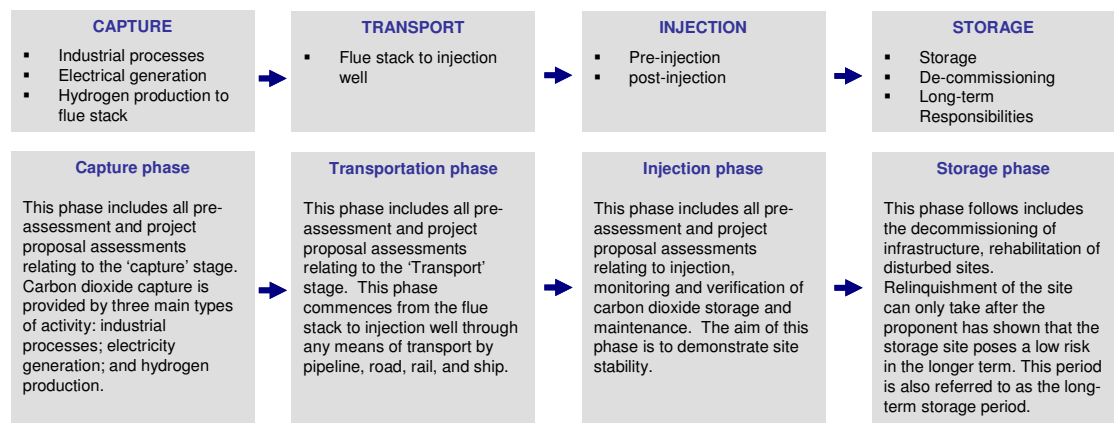 CAPTURE
▪ Industrial processes
▪ Electrical generation
▪ Hydrogen production to
flue stack
TRANSPORT
▪ Flue stack to injection
well
INJECTION
▪ Pre-injection
▪ post-injection
STORAGE
▪ Storage
▪ De-commissioning
▪ Long-term
Responsibilities
Capture phase
This phase includes all pre-
assessment and project
proposal assessments
relating to the ‘capture’ stage.
Carbon dioxide capture is
provided by three main types
of activity: industrial
processes; electricity
generation; and hydrogen
production.
Transportation phase
This phase includes all pre-
assessment and project
proposal assessments
relating to the ‘Transport’
stage.  This phase
commences from the flue
stack to injection well through
any means of transport by
pipeline, road, rail, and ship.
Injection phase
This phase includes all pre-
assessment and project
proposal assessments
relating to injection,
monitoring and verification of
carbon dioxide storage and
maintenance.  The aim of this
phase is to demonstrate site
stability.
Storage phase
This phase follows includes
the decommissioning of
infrastructure, rehabilitation of
disturbed sites.
Relinquishment of the site
can only take after the
proponent has shown that the
storage site poses a low risk
in the longer term. This period
is also referred to as the long-
term storage period.